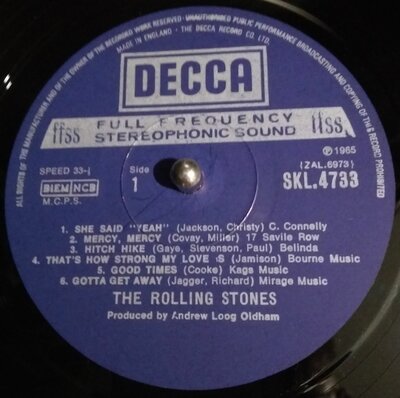 ALL RIGHTS OF THE MANUFACTURER AND OF THE OWNER OF THE RECORDED WORK RESERVED · UNAUTHORISED PUBLIC PERFORMANCE BROADCASTING AND COPYING OF THIS RECORD PROHIBITED
MADE IN ENGLAND · THE DECCA RECORD CO. LTD.
DECCA
ffss FULL FREQUENCY ffss
STEREOPHONIC SOUND
℗1965
(ZAL.6973)
SPEED 33-⅓ Side
1 SKL.4733
BIEM NCB
M.C.P.S.
1. SHE SAID "YEAH" (Jackson, Christy) C. Connelly
2. MERCY, MERCY (Covay, Miller) 17 Savile Row
3. HITCH HIKE (Gaye, Stevenson, Paul) Belinda
4. THAT'S HOW STRONG MY LOVE IS (Jamison) Bourne Music
5. GOOD TIMES (Cooke) Kags Music
6. GOTTA GET AWAY (Jagger, Richard) Mirage Music
THE ROLLING STONES
Produced by Andrew Loog Oldham